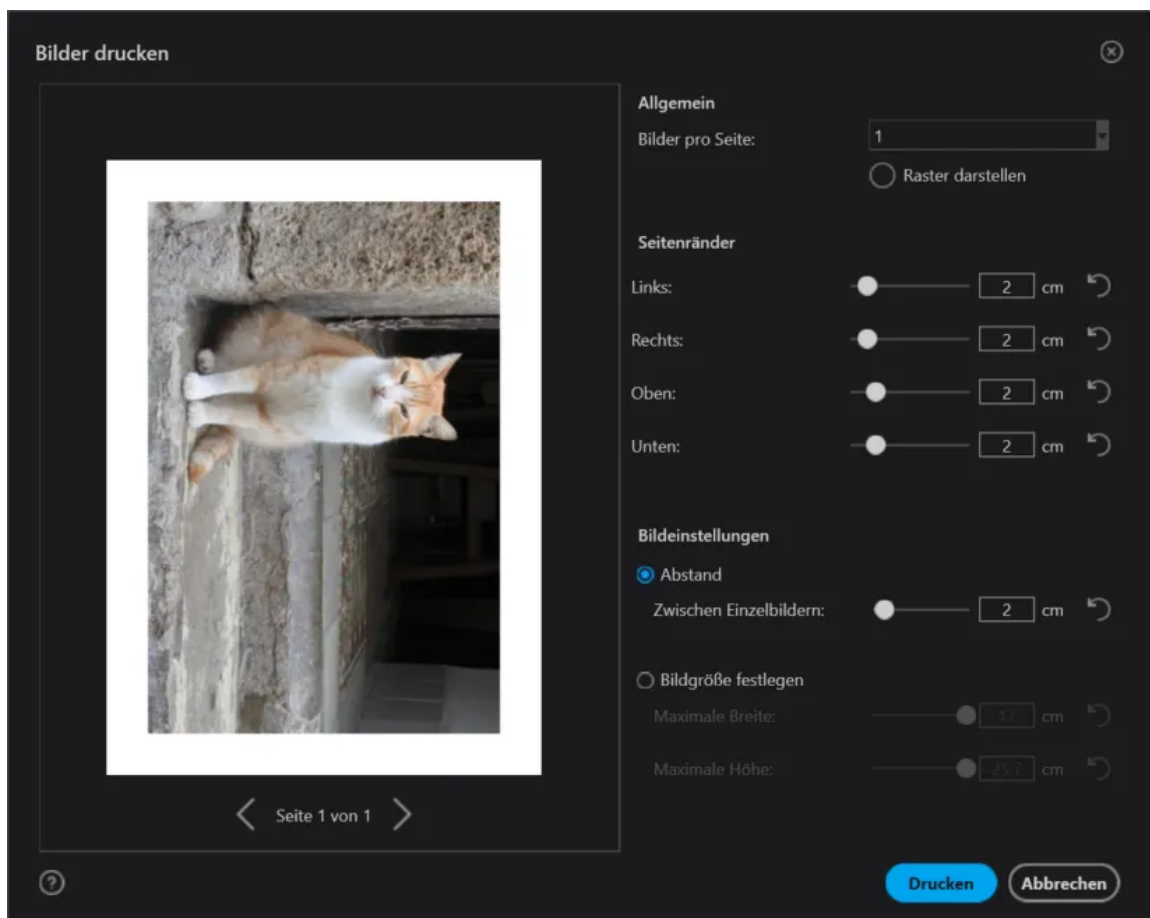 Bilder drucken
Allgemein
Bilder pro Seite: 1
Raster darstellen
Seitenränder
Links: 2 cm
Rechts: 2 cm
Oben: 2 cm
Unten: 2 cm
Bildeinstellungen
Abstand
Zwischen Einzelbildern: 2 cm
Bildgröße festlegen
Maximale Breite: 17 cm
Maximale Höhe: 25.7 cm
Seite 1 von 1
? Drucken Abbrechen